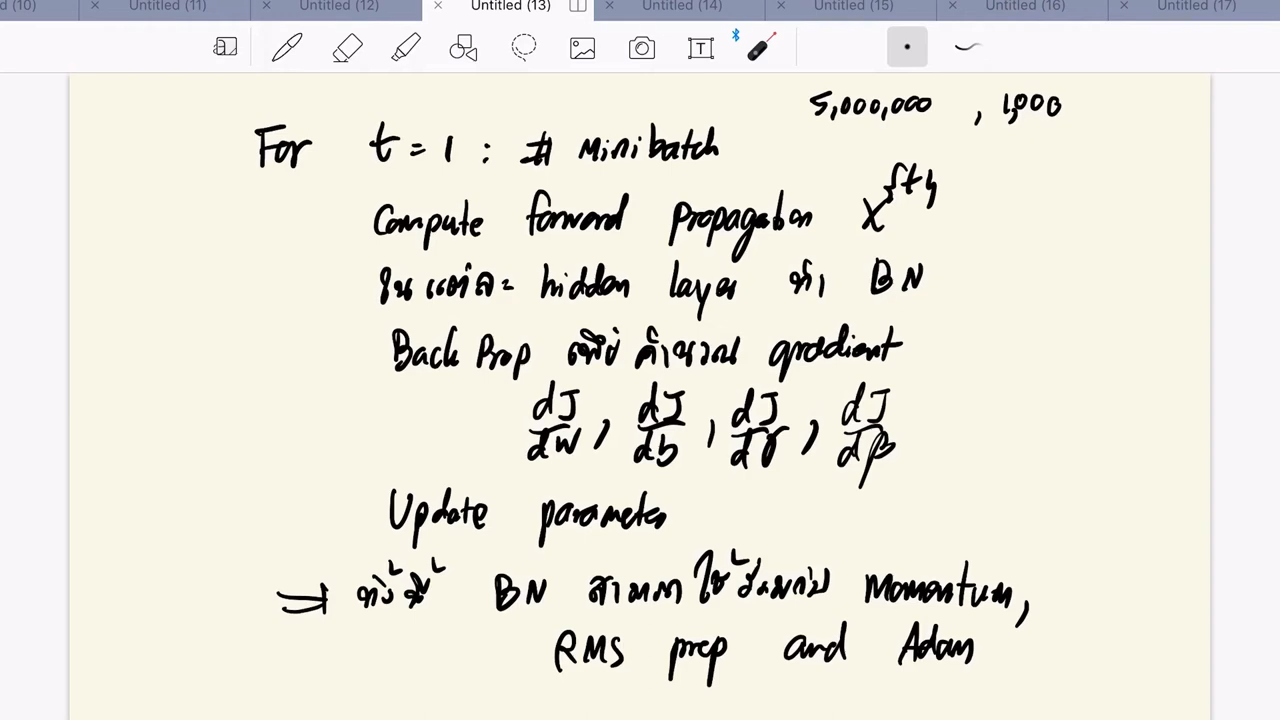 d (10) Untitled (11) Untitled (12) Untitled (13) Untitled (14) Untitled (15) Untitled (16) Untitled (17)
T
5,000,000 , 1,000
For t = 1 : # Minibatch
Compute forward propagation X^{t}
ในแต่ละ hidden layer ทำ BN
Back Prop เพื่อ คำนวณ gradient
dJ/dw , dJ/db , dJ/dγ , dJ/dβ
Update parameter
⇒ ทั้งนี้ BN สามารถ ใช้ร่วมกับ Momentum,
RMS prop and Adam